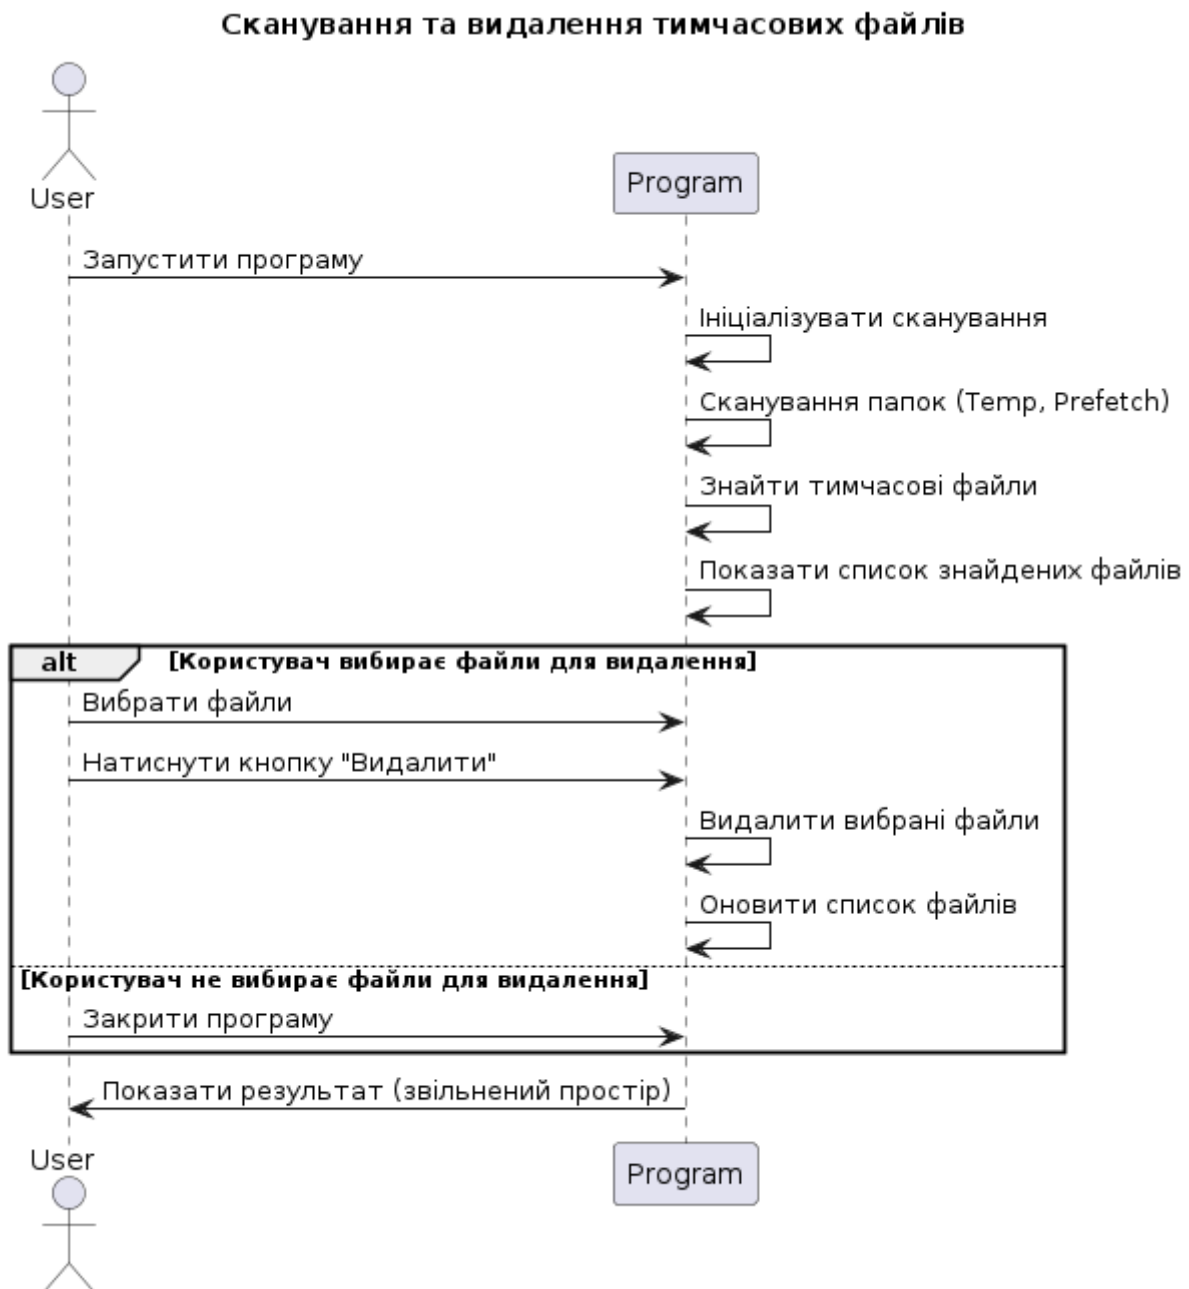 Сканування та видалення тимчасових файлів
User
Program
Запустити програму
Ініціалізувати сканування
Сканування папок (Temp, Prefetch)
Знайти тимчасові файли
Показати список знайдених файлів
alt [Користувач вибирає файли для видалення]
Вибрати файли
Натиснути кнопку "Видалити"
Видалити вибрані файли
Оновити список файлів
[Користувач не вибирає файли для видалення]
Закрити програму
Показати результат (звільнений простір)
User
Program